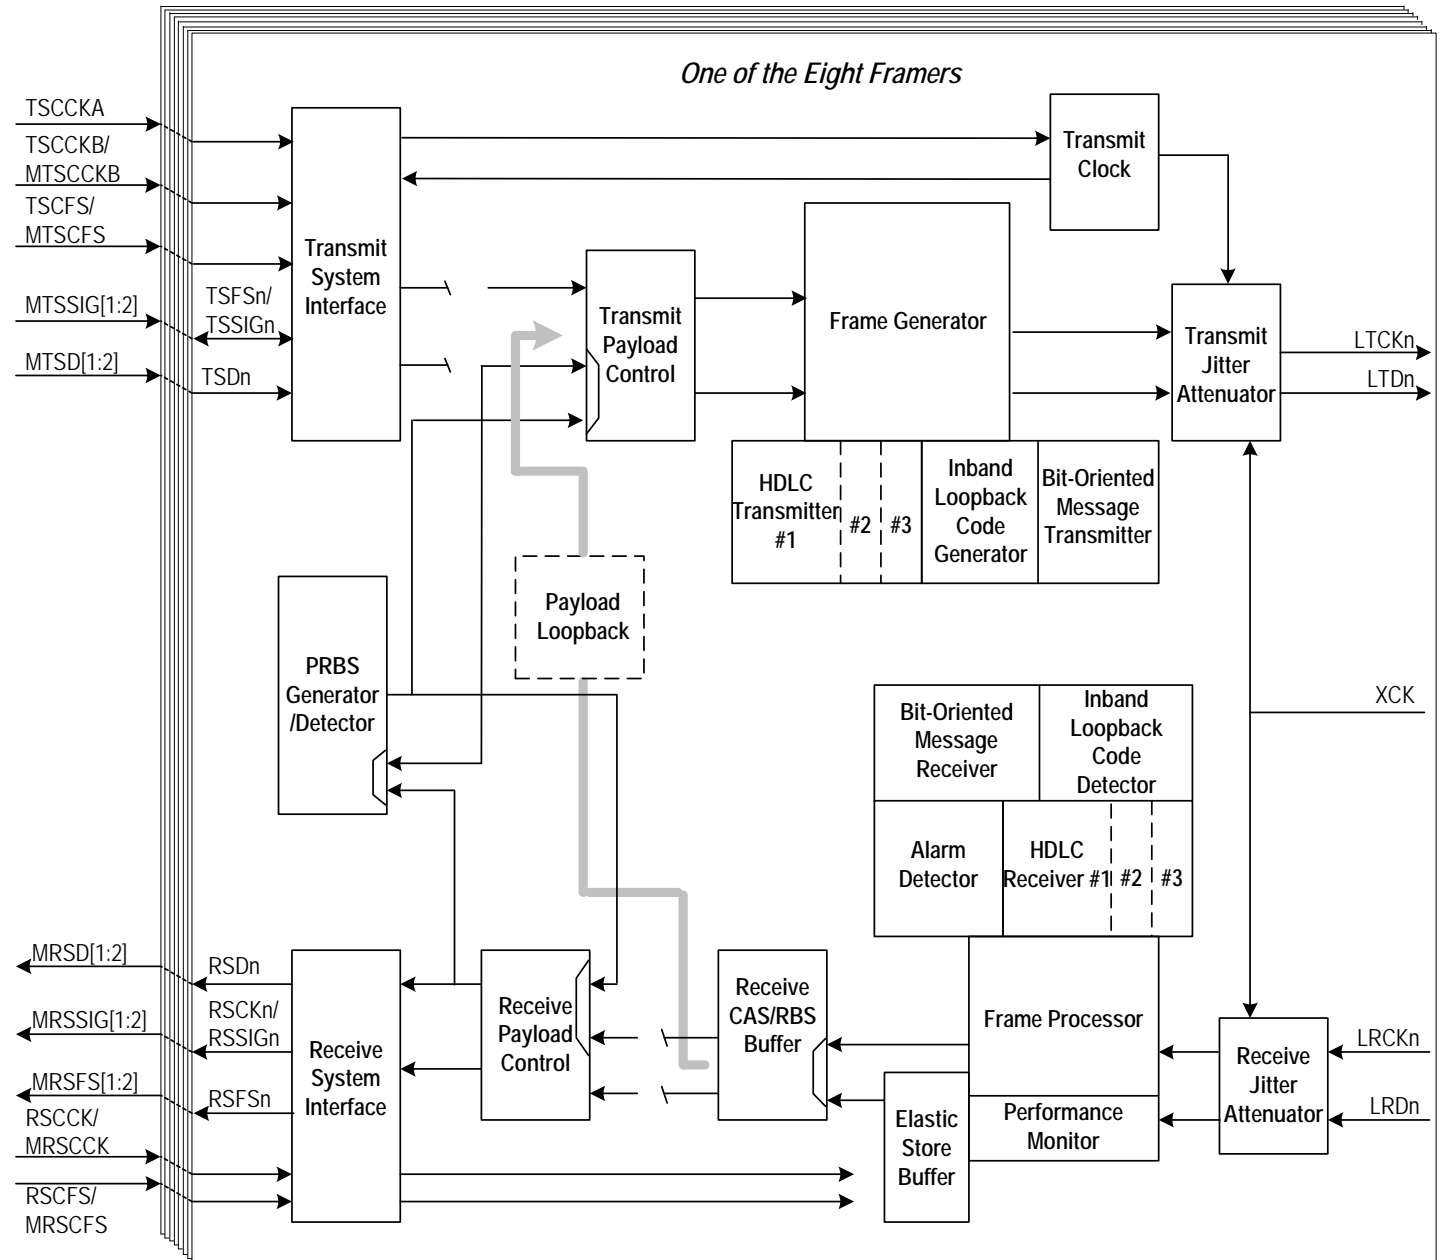 One of the Eight Framers
TSCCKA
TSCCKB/
MTSCCKB
TSCFS/
MTSCFS
MTSSIG[1:2]
MTSD[1:2]
TSFSn/
TSSIGn
TSDn
Transmit
System
Interface
Transmit
Clock
Transmit
Payload
Control
Frame Generator
Transmit
Jitter
Attenuator
LTCKn
LTDn
HDLC
Transmitter
#1
#2
#3
Inband
Loopback
Code
Generator
Bit-Oriented
Message
Transmitter
Payload
Loopback
PRBS
Generator
/Detector
XCK
Bit-Oriented
Message
Receiver
Inband
Loopback
Code
Detector
Alarm
Detector
HDLC
Receiver #1
#2
#3
MRSD[1:2]
MRSSIG[1:2]
MRSFS[1:2]
RSCCK/
MRSCCK
RSCFS/
MRSCFS
RSDn
RSCKn/
RSSIGn
RSFSn
Receive
System
Interface
Receive
Payload
Control
Receive
CAS/RBS
Buffer
Frame Processor
Performance
Monitor
Elastic
Store
Buffer
Receive
Jitter
Attenuator
LRCKn
LRDn